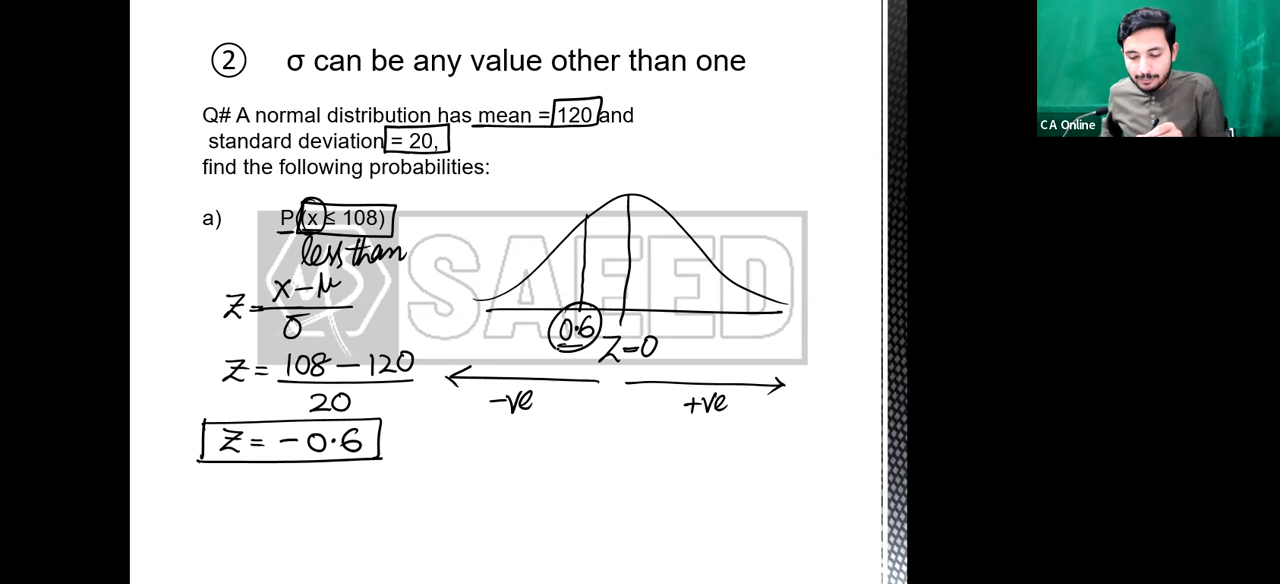 ② σ can be any value other than one
Q# A normal distribution has mean = 120 and
standard deviation = 20,
find the following probabilities:
a) P(x ≤ 108)
less than
Z = x - μ
σ
Z = 108 - 120
20
Z = - 0.6
0.6
Z=0
-ve
+ve
SAEED
CA Online